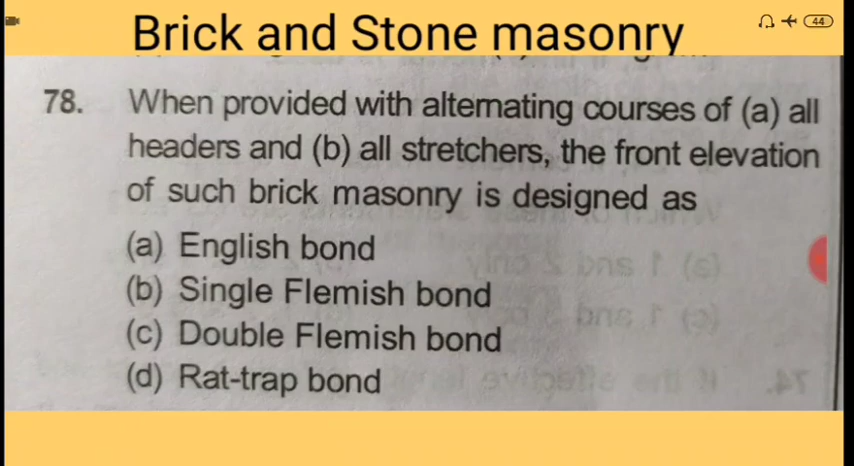 Brick and Stone masonry
44
78. When provided with alternating courses of (a) all
headers and (b) all stretchers, the front elevation
of such brick masonry is designed as
(a) English bond
(b) Single Flemish bond
(c) Double Flemish bond
(d) Rat-trap bond